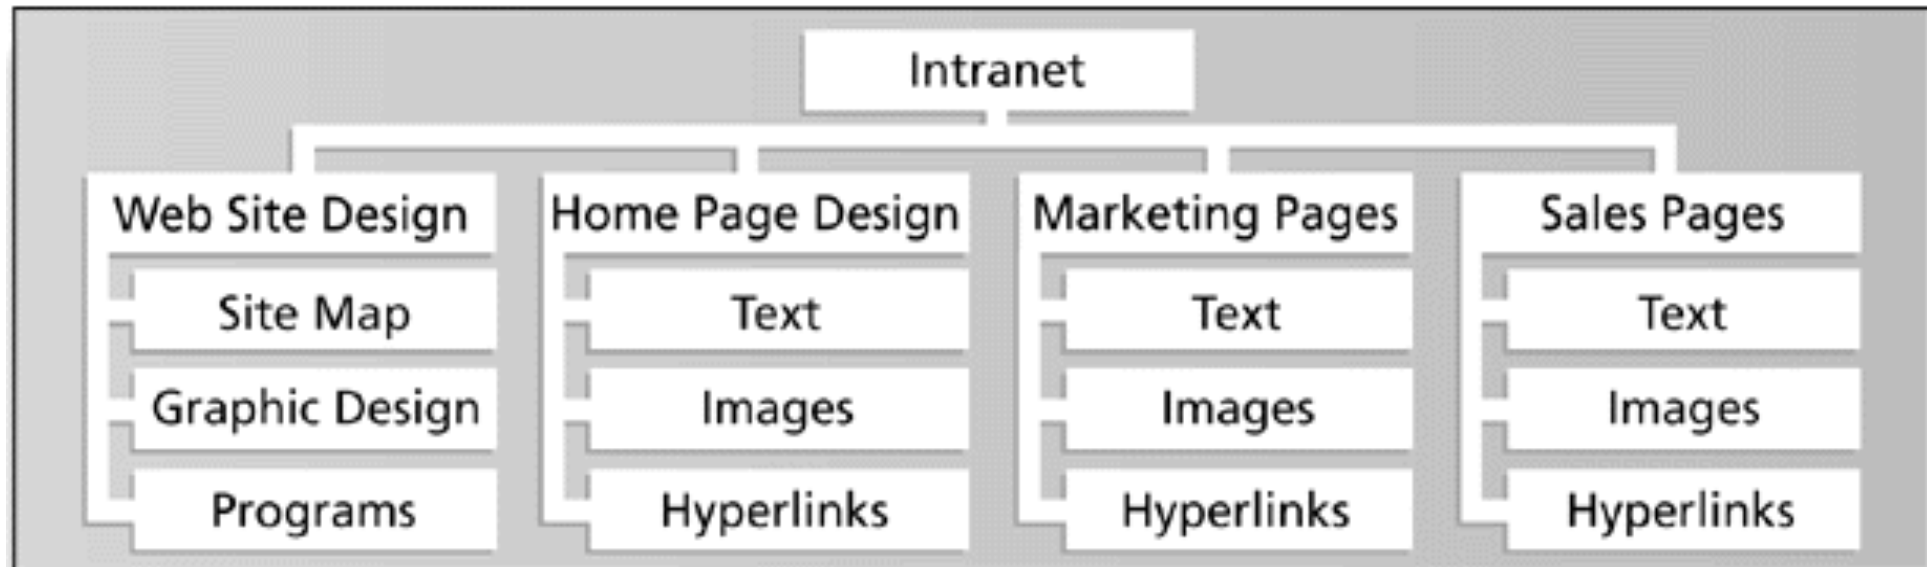 Intranet
Web Site Design
Home Page Design
Marketing Pages
Sales Pages
Site Map
Text
Text
Text
Graphic Design
Images
Images
Images
Programs
Hyperlinks
Hyperlinks
Hyperlinks